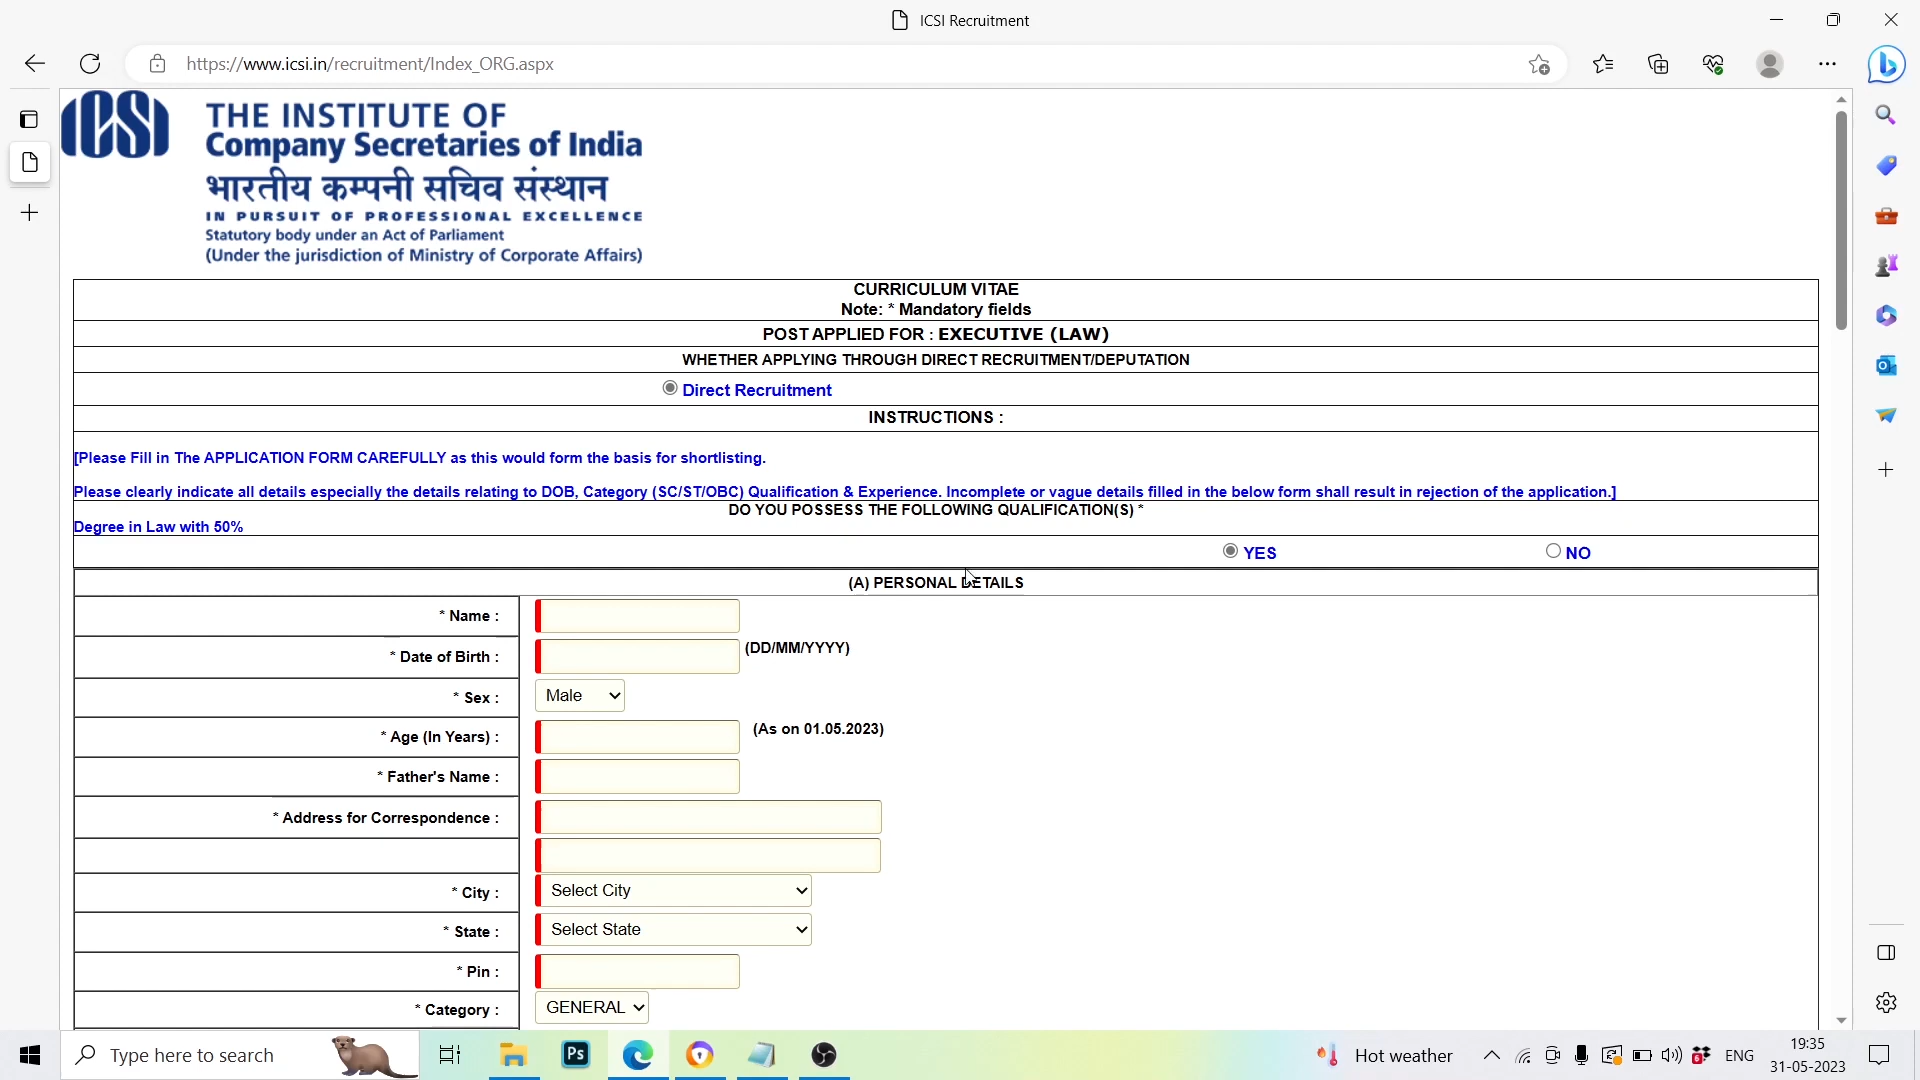 ICSI Recruitment
https://www.icsi.in/recruitment/Index_ORG.aspx
ICSI
THE INSTITUTE OF
Company Secretaries of India
भारतीय कम्पनी सचिव संस्थान
IN PURSUIT OF PROFESSIONAL EXCELLENCE
Statutory body under an Act of Parliament
(Under the jurisdiction of Ministry of Corporate Affairs)
CURRICULUM VITAE
Note: * Mandatory fields
POST APPLIED FOR : EXECUTIVE (LAW)
WHETHER APPLYING THROUGH DIRECT RECRUITMENT/DEPUTATION
Direct Recruitment
INSTRUCTIONS :
[Please Fill in The APPLICATION FORM CAREFULLY as this would form the basis for shortlisting.
Please clearly indicate all details especially the details relating to DOB, Category (SC/ST/OBC) Qualification & Experience. Incomplete or vague details filled in the below form shall result in rejection of the application.]
DO YOU POSSESS THE FOLLOWING QUALIFICATION(S) *
Degree in Law with 50%
YES NO
(A) PERSONAL DETAILS
* Name :
* Date of Birth : (DD/MM/YYYY)
* Sex : Male
* Age (In Years) : (As on 01.05.2023)
* Father's Name :
* Address for Correspondence :
* City : Select City
* State : Select State
* Pin :
* Category : GENERAL
Type here to search
Ps
Hot weather
ENG
19:35
31-05-2023